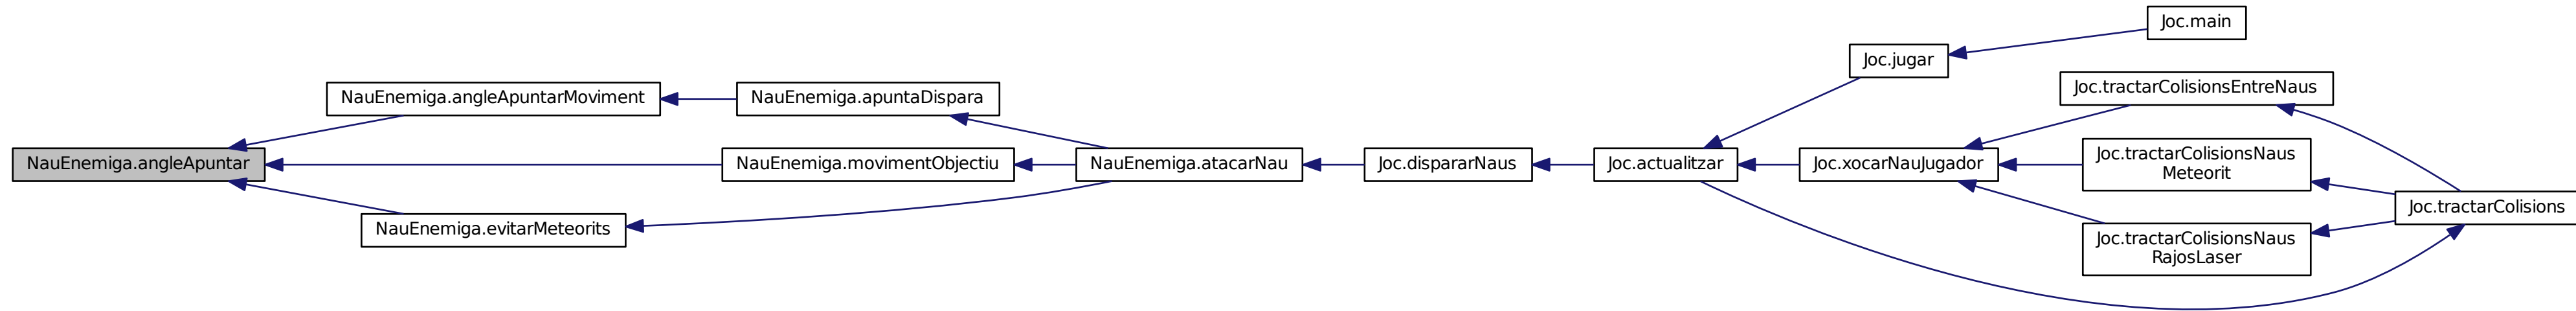 Joc.main
Joc.jugar
Joc.tractarColisionsEntreNaus
NauEnemiga.angleApuntarMoviment
NauEnemiga.apuntaDispara
NauEnemiga.angleApuntar
NauEnemiga.movimentObjectiu
NauEnemiga.atacarNau
Joc.dispararNaus
Joc.actualitzar
Joc.xocarNauJugador
Joc.tractarColisionsNaus
Meteorit
Joc.tractarColisions
NauEnemiga.evitarMeteorits
Joc.tractarColisionsNaus
RajosLaser